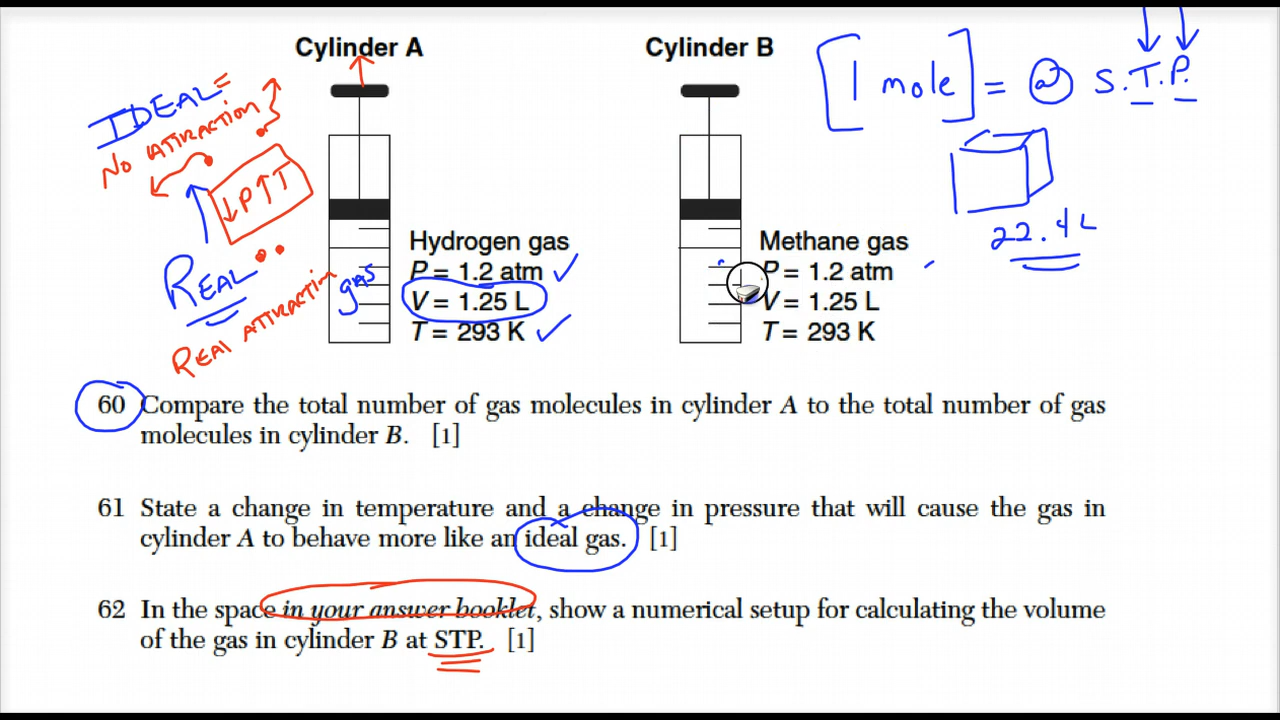 Cylinder A
Cylinder B
[1 mole] = @ S.T.P.
22.4L
IDEAL =
No ATTRACTION
↓P↑T
REAL
REAl ATTRACTION
gas
Hydrogen gas
P = 1.2 atm
V = 1.25 L
T = 293 K
Methane gas
P = 1.2 atm
V = 1.25 L
T = 293 K
60 Compare the total number of gas molecules in cylinder A to the total number of gas
molecules in cylinder B. [1]
61 State a change in temperature and a change in pressure that will cause the gas in
cylinder A to behave more like an ideal gas. [1]
62 In the space in your answer booklet, show a numerical setup for calculating the volume
of the gas in cylinder B at STP. [1]